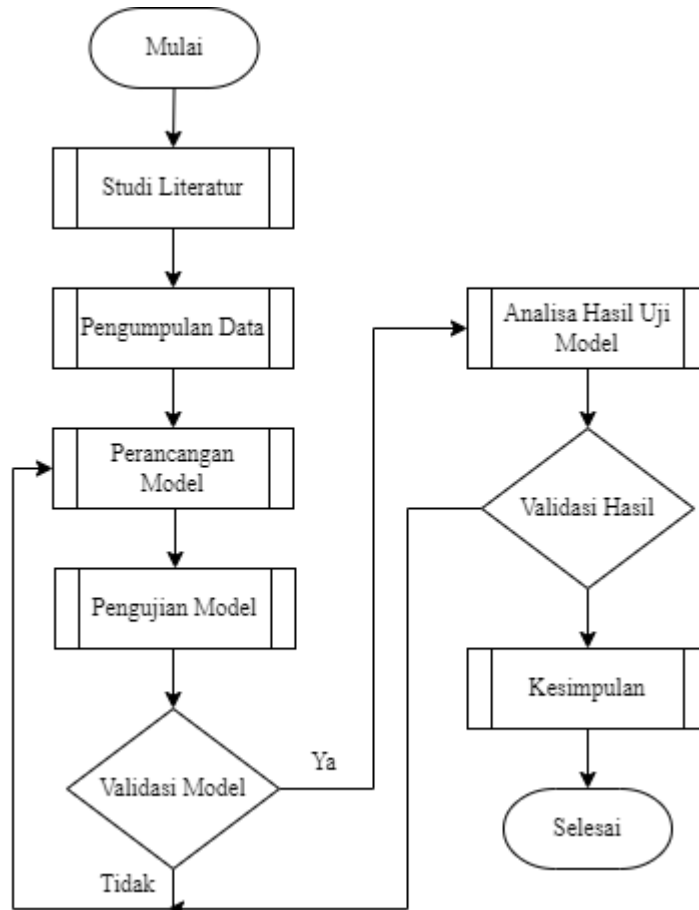 Mulai
Studi Literatur
Pengumpulan Data
Perancangan
Model
Pengujian Model
Validasi Model
Ya
Tidak
Analisa Hasil Uji
Model
Validasi Hasil
Kesimpulan
Selesai